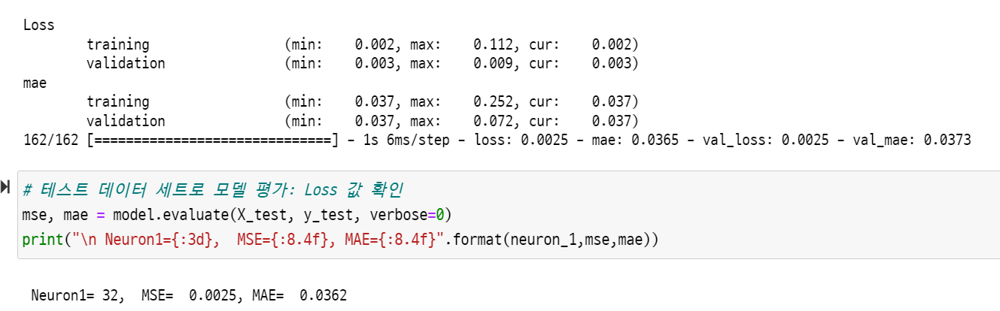 Loss
training (min: 0.002, max: 0.112, cur: 0.002)
validation (min: 0.003, max: 0.009, cur: 0.003)
mae
training (min: 0.037, max: 0.252, cur: 0.037)
validation (min: 0.037, max: 0.072, cur: 0.037)
162/162 [==============================] - 1s 6ms/step - loss: 0.0025 - mae: 0.0365 - val_loss: 0.0025 - val_mae: 0.0373
# 테스트 데이터 세트로 모델 평가: Loss 값 확인
mse, mae = model.evaluate(X_test, y_test, verbose=0)
print("\n Neuron1={:3d},  MSE={:8.4f}, MAE={:8.4f}".format(neuron_1,mse,mae))
Neuron1= 32,  MSE=  0.0025, MAE=  0.0362